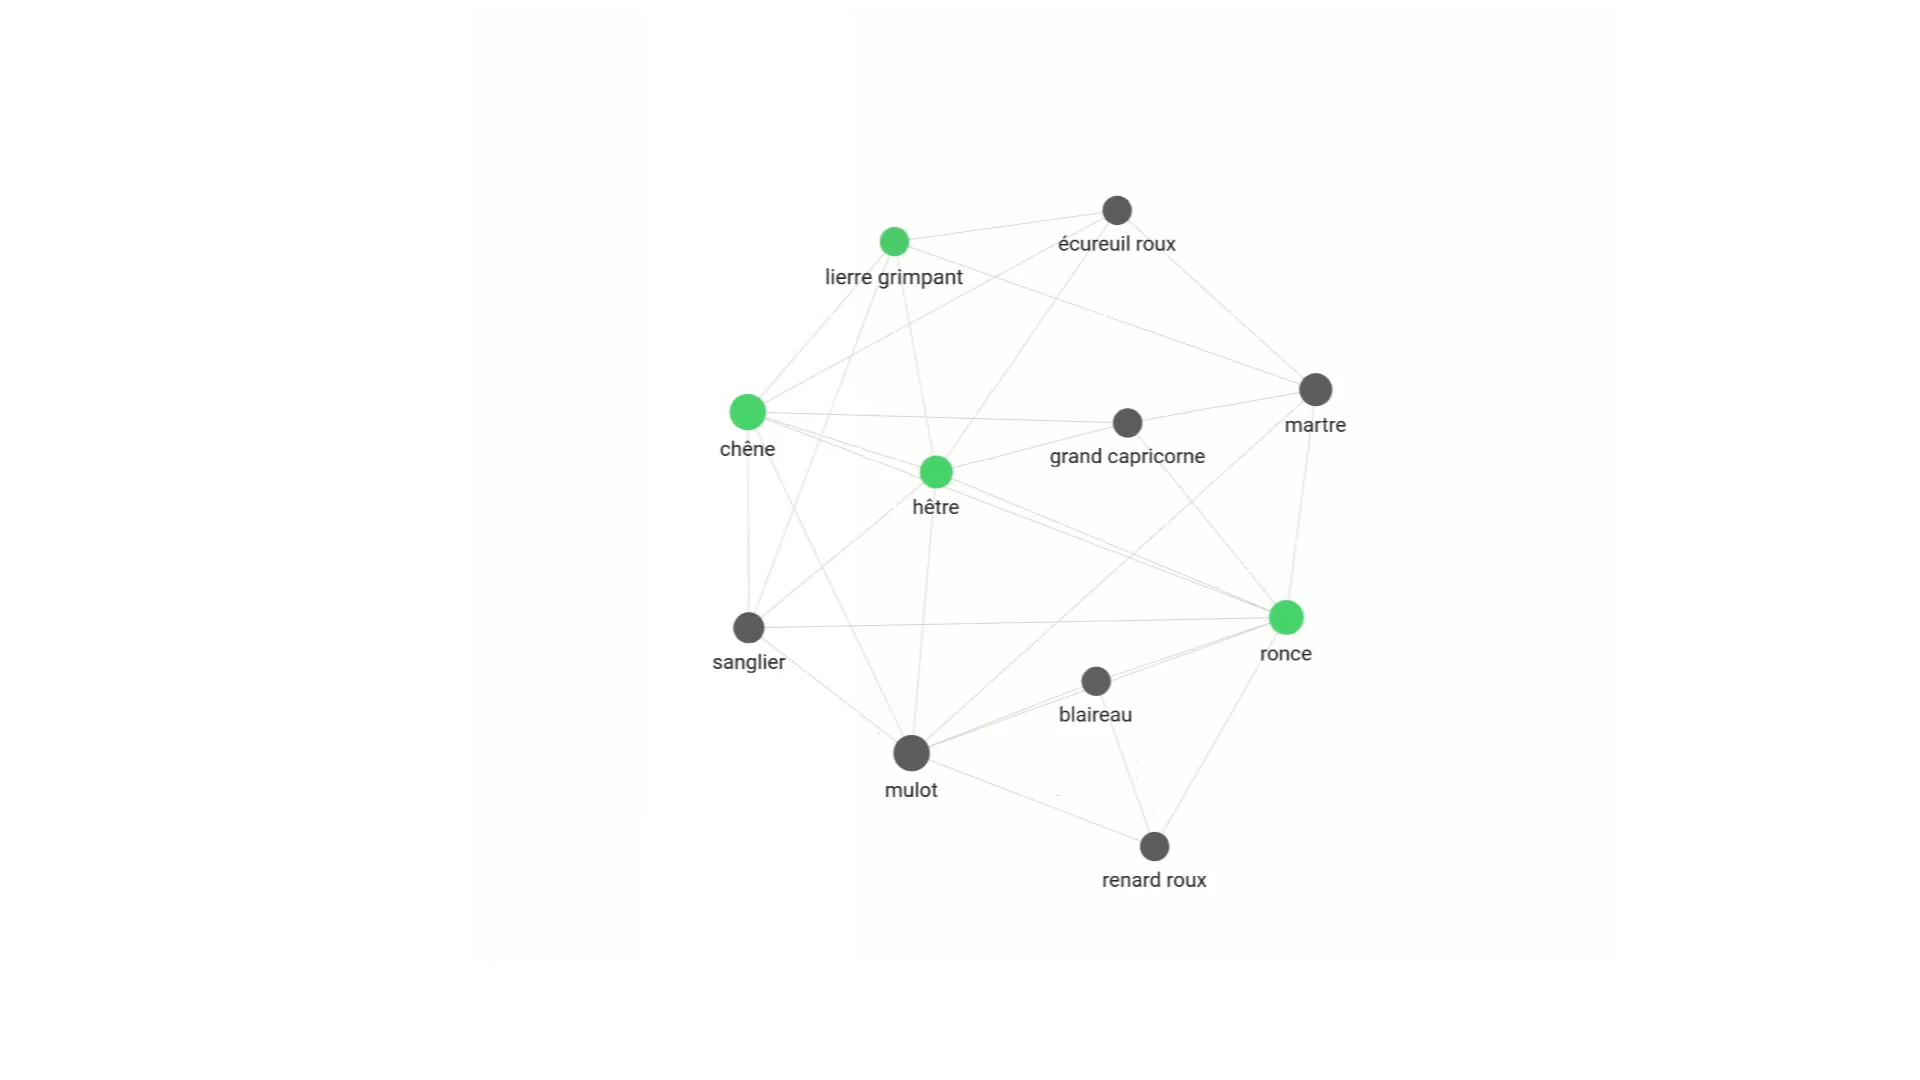 écureuil roux
lierre grimpant
martre
chêne
grand capricorne
hêtre
ronce
sanglier
blaireau
mulot
renard roux